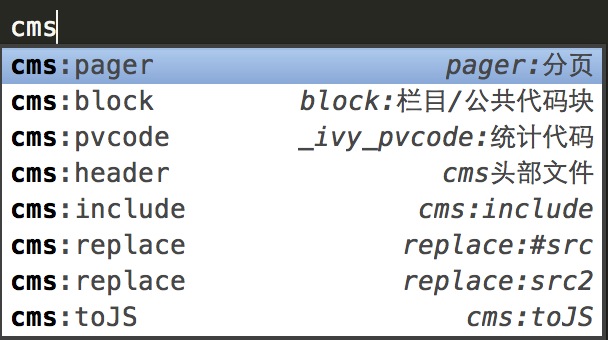 cms
cms:pager pager:分页
cms:block block:栏目/公共代码块
cms:pvcode _ivy_pvcode:统计代码
cms:header cms头部文件
cms:include cms:include
cms:replace replace:#src
cms:replace replace:src2
cms:toJS cms:toJS